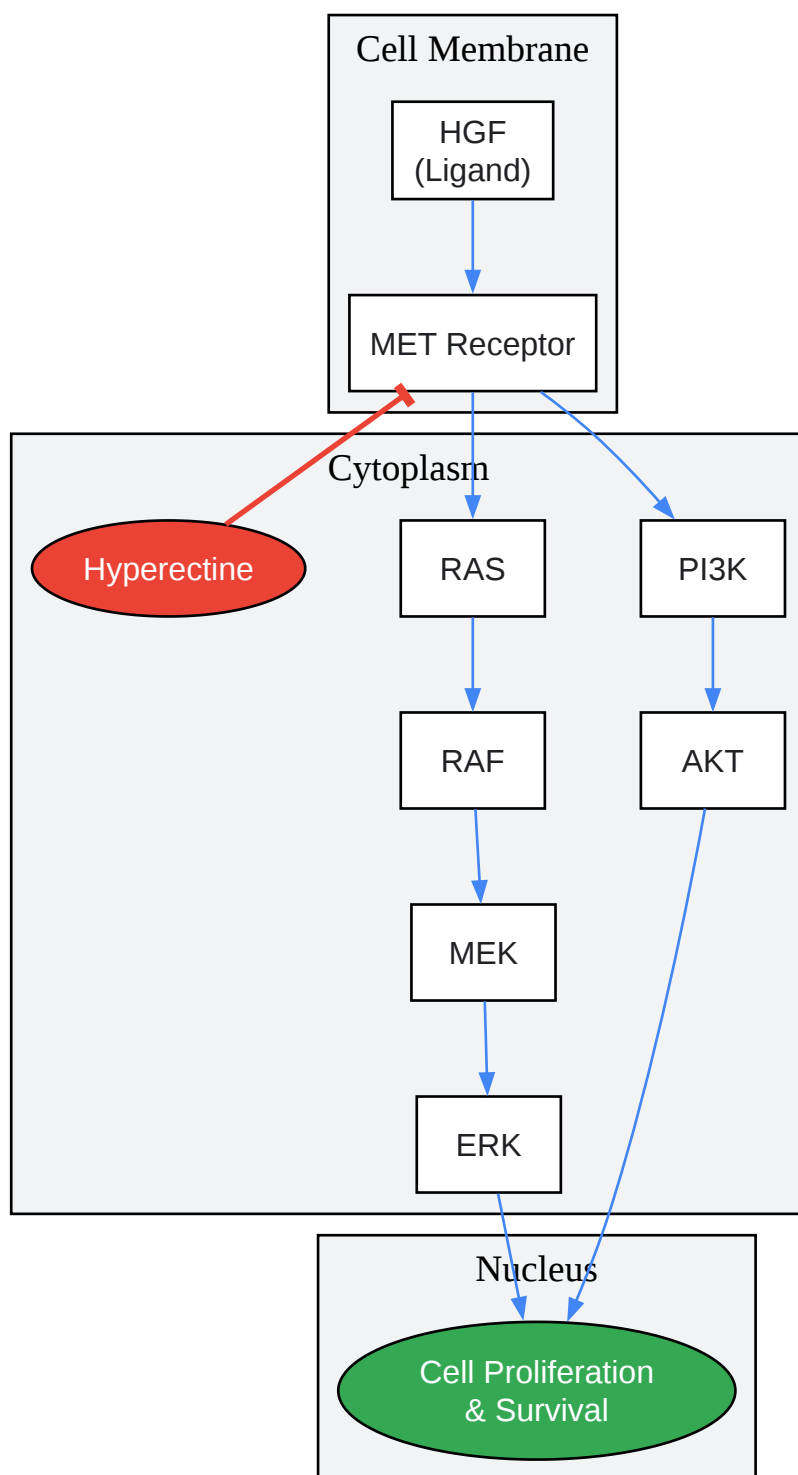 Cell Membrane
HGF
(Ligand)
MET Receptor
Cytoplasm
Hyperectine
RAS
PI3K
RAF
AKT
MEK
ERK
Nucleus
Cell Proliferation
& Survival